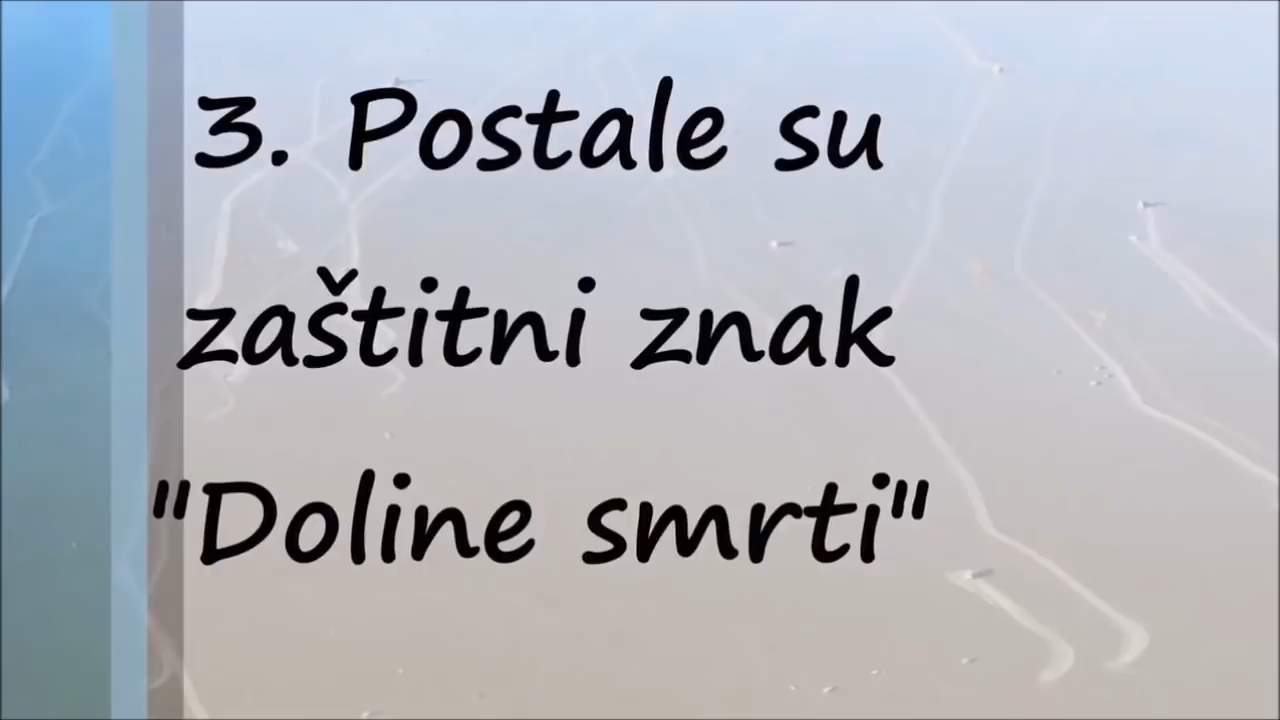 3. Postale su
zaštitni znak
"Doline smrti"